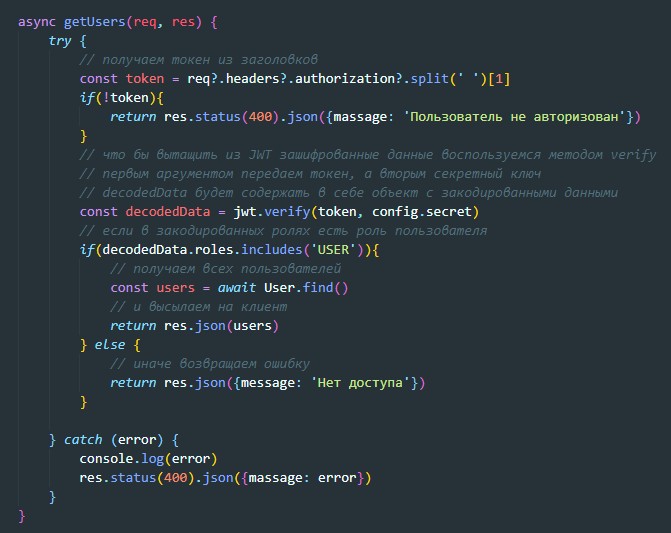 async getUsers(req, res) {
try {
// получаем токен из заголовков
const token = req?.headers?.authorization?.split(' ')[1]
if(!token){
return res.status(400).json({massage: 'Пользователь не авторизован'})
}
// что бы вытащить из JWT зашифрованные данные воспользуемся методом verify
// первым аргументом передаем токен, а вторым секретный ключ
// decodedData будет содержать в себе объект с закодированными данными
const decodedData = jwt.verify(token, config.secret)
// если в закодированных ролях есть роль пользователя
if(decodedData.roles.includes('USER')){
// получаем всех пользователей
const users = await User.find()
// и высылаем на клиент
return res.json(users)
} else {
// иначе возвращаем ошибку
return res.json({message: 'Нет доступа'})
}
} catch (error) {
console.log(error)
res.status(400).json({massage: error})
}
}